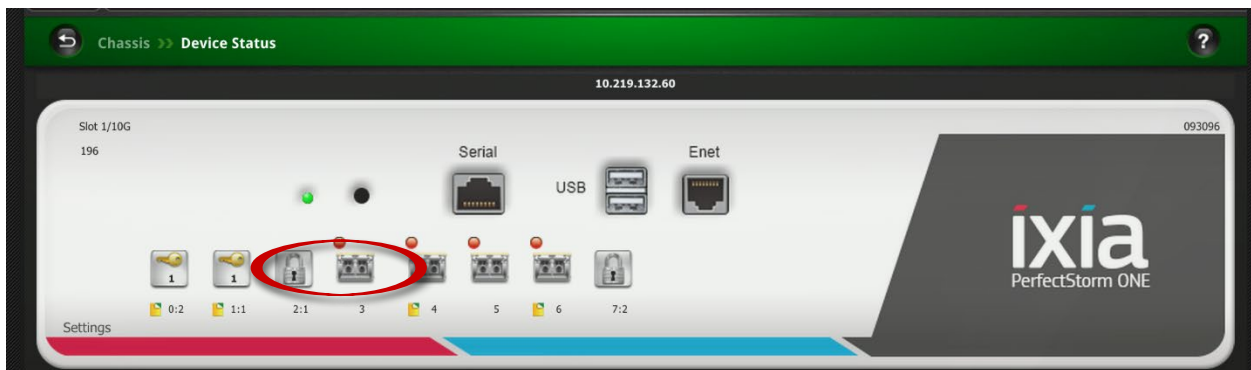 Chassis >> Device Status
?
10.219.132.60
Slot 1/10G
093096
196
Serial
USB
Enet
ixia
PerfectStorm ONE
1
1
0:2
1:1
2:1
3
4
5
6
7:2
Settings